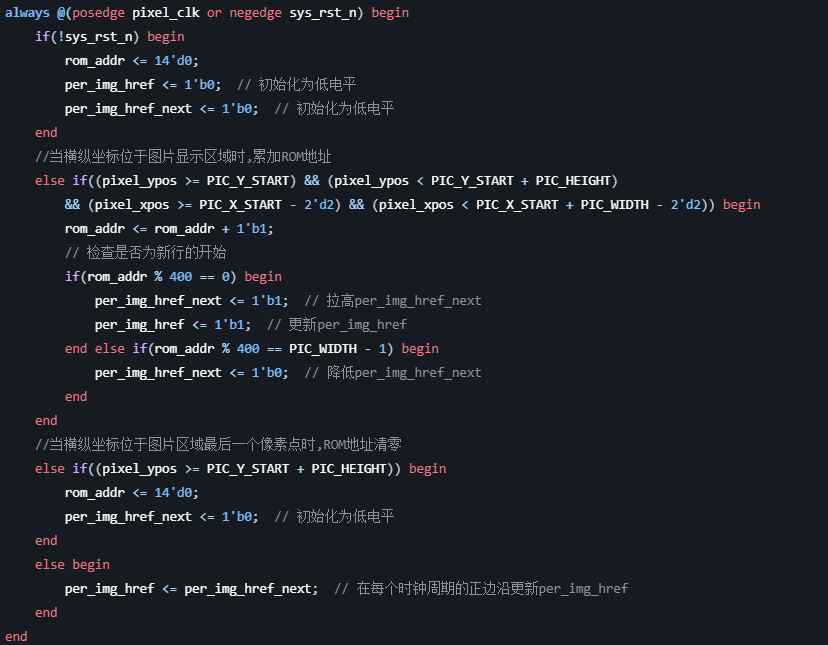 always @(posedge pixel_clk or negedge sys_rst_n) begin
    if(!sys_rst_n) begin
        rom_addr <= 14'd0;
        per_img_href <= 1'b0;  // 初始化为低电平
        per_img_href_next <= 1'b0;  // 初始化为低电平
    end
    //当横纵坐标位于图片显示区域时,累加ROM地址
    else if((pixel_ypos >= PIC_Y_START) && (pixel_ypos < PIC_Y_START + PIC_HEIGHT)
        && (pixel_xpos >= PIC_X_START - 2'd2) && (pixel_xpos < PIC_X_START + PIC_WIDTH - 2'd2)) begin
        rom_addr <= rom_addr + 1'b1;
        // 检查是否为新行的开始
        if(rom_addr % 400 == 0) begin
            per_img_href_next <= 1'b1;  // 拉高per_img_href_next
            per_img_href <= 1'b1;  // 更新per_img_href
        end else if(rom_addr % 400 == PIC_WIDTH - 1) begin
            per_img_href_next <= 1'b0;  // 降低per_img_href_next
        end
    end
    //当横纵坐标位于图片区域最后一个像素点时,ROM地址清零
    else if((pixel_ypos >= PIC_Y_START + PIC_HEIGHT)) begin
        rom_addr <= 14'd0;
        per_img_href_next <= 1'b0;  // 初始化为低电平
    end
    else begin
        per_img_href <= per_img_href_next;  // 在每个时钟周期的正边沿更新per_img_href
    end
end